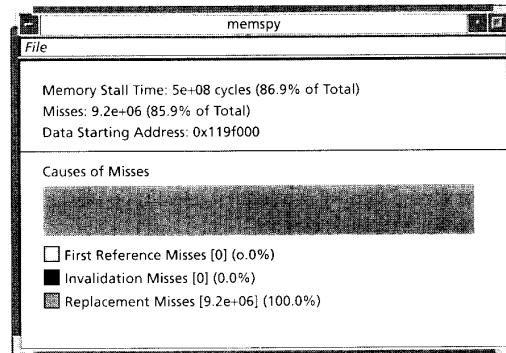 memspy
File
Memory Stall Time: 5e+08 cycles (86.9% of Total)
Misses: 9.2e+06 (85.9% of Total)
Data Starting Address: 0x119f000
Causes of Misses
First Reference Misses [0] (o.0%)
Invalidation Misses [0] (0.0%)
Replacement Misses [9.2e+06] (100.0%)